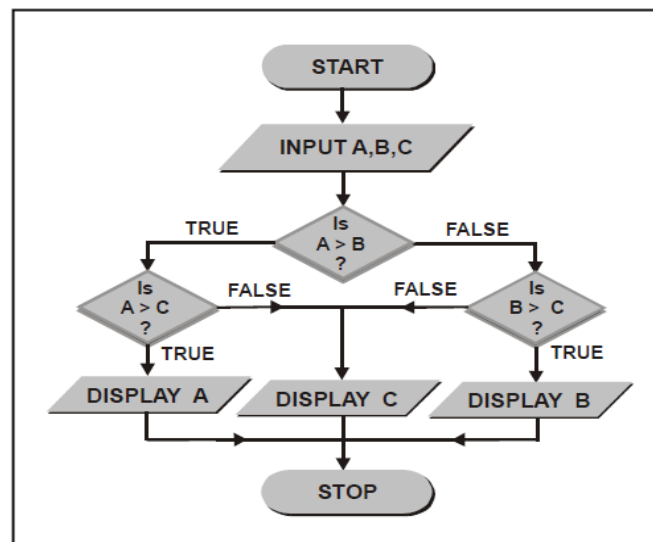 START
INPUT A,B,C
Is
A > B
?
TRUE
FALSE
Is
A > C
?
FALSE
FALSE
Is
B > C
?
TRUE
TRUE
DISPLAY A
DISPLAY C
DISPLAY B
STOP